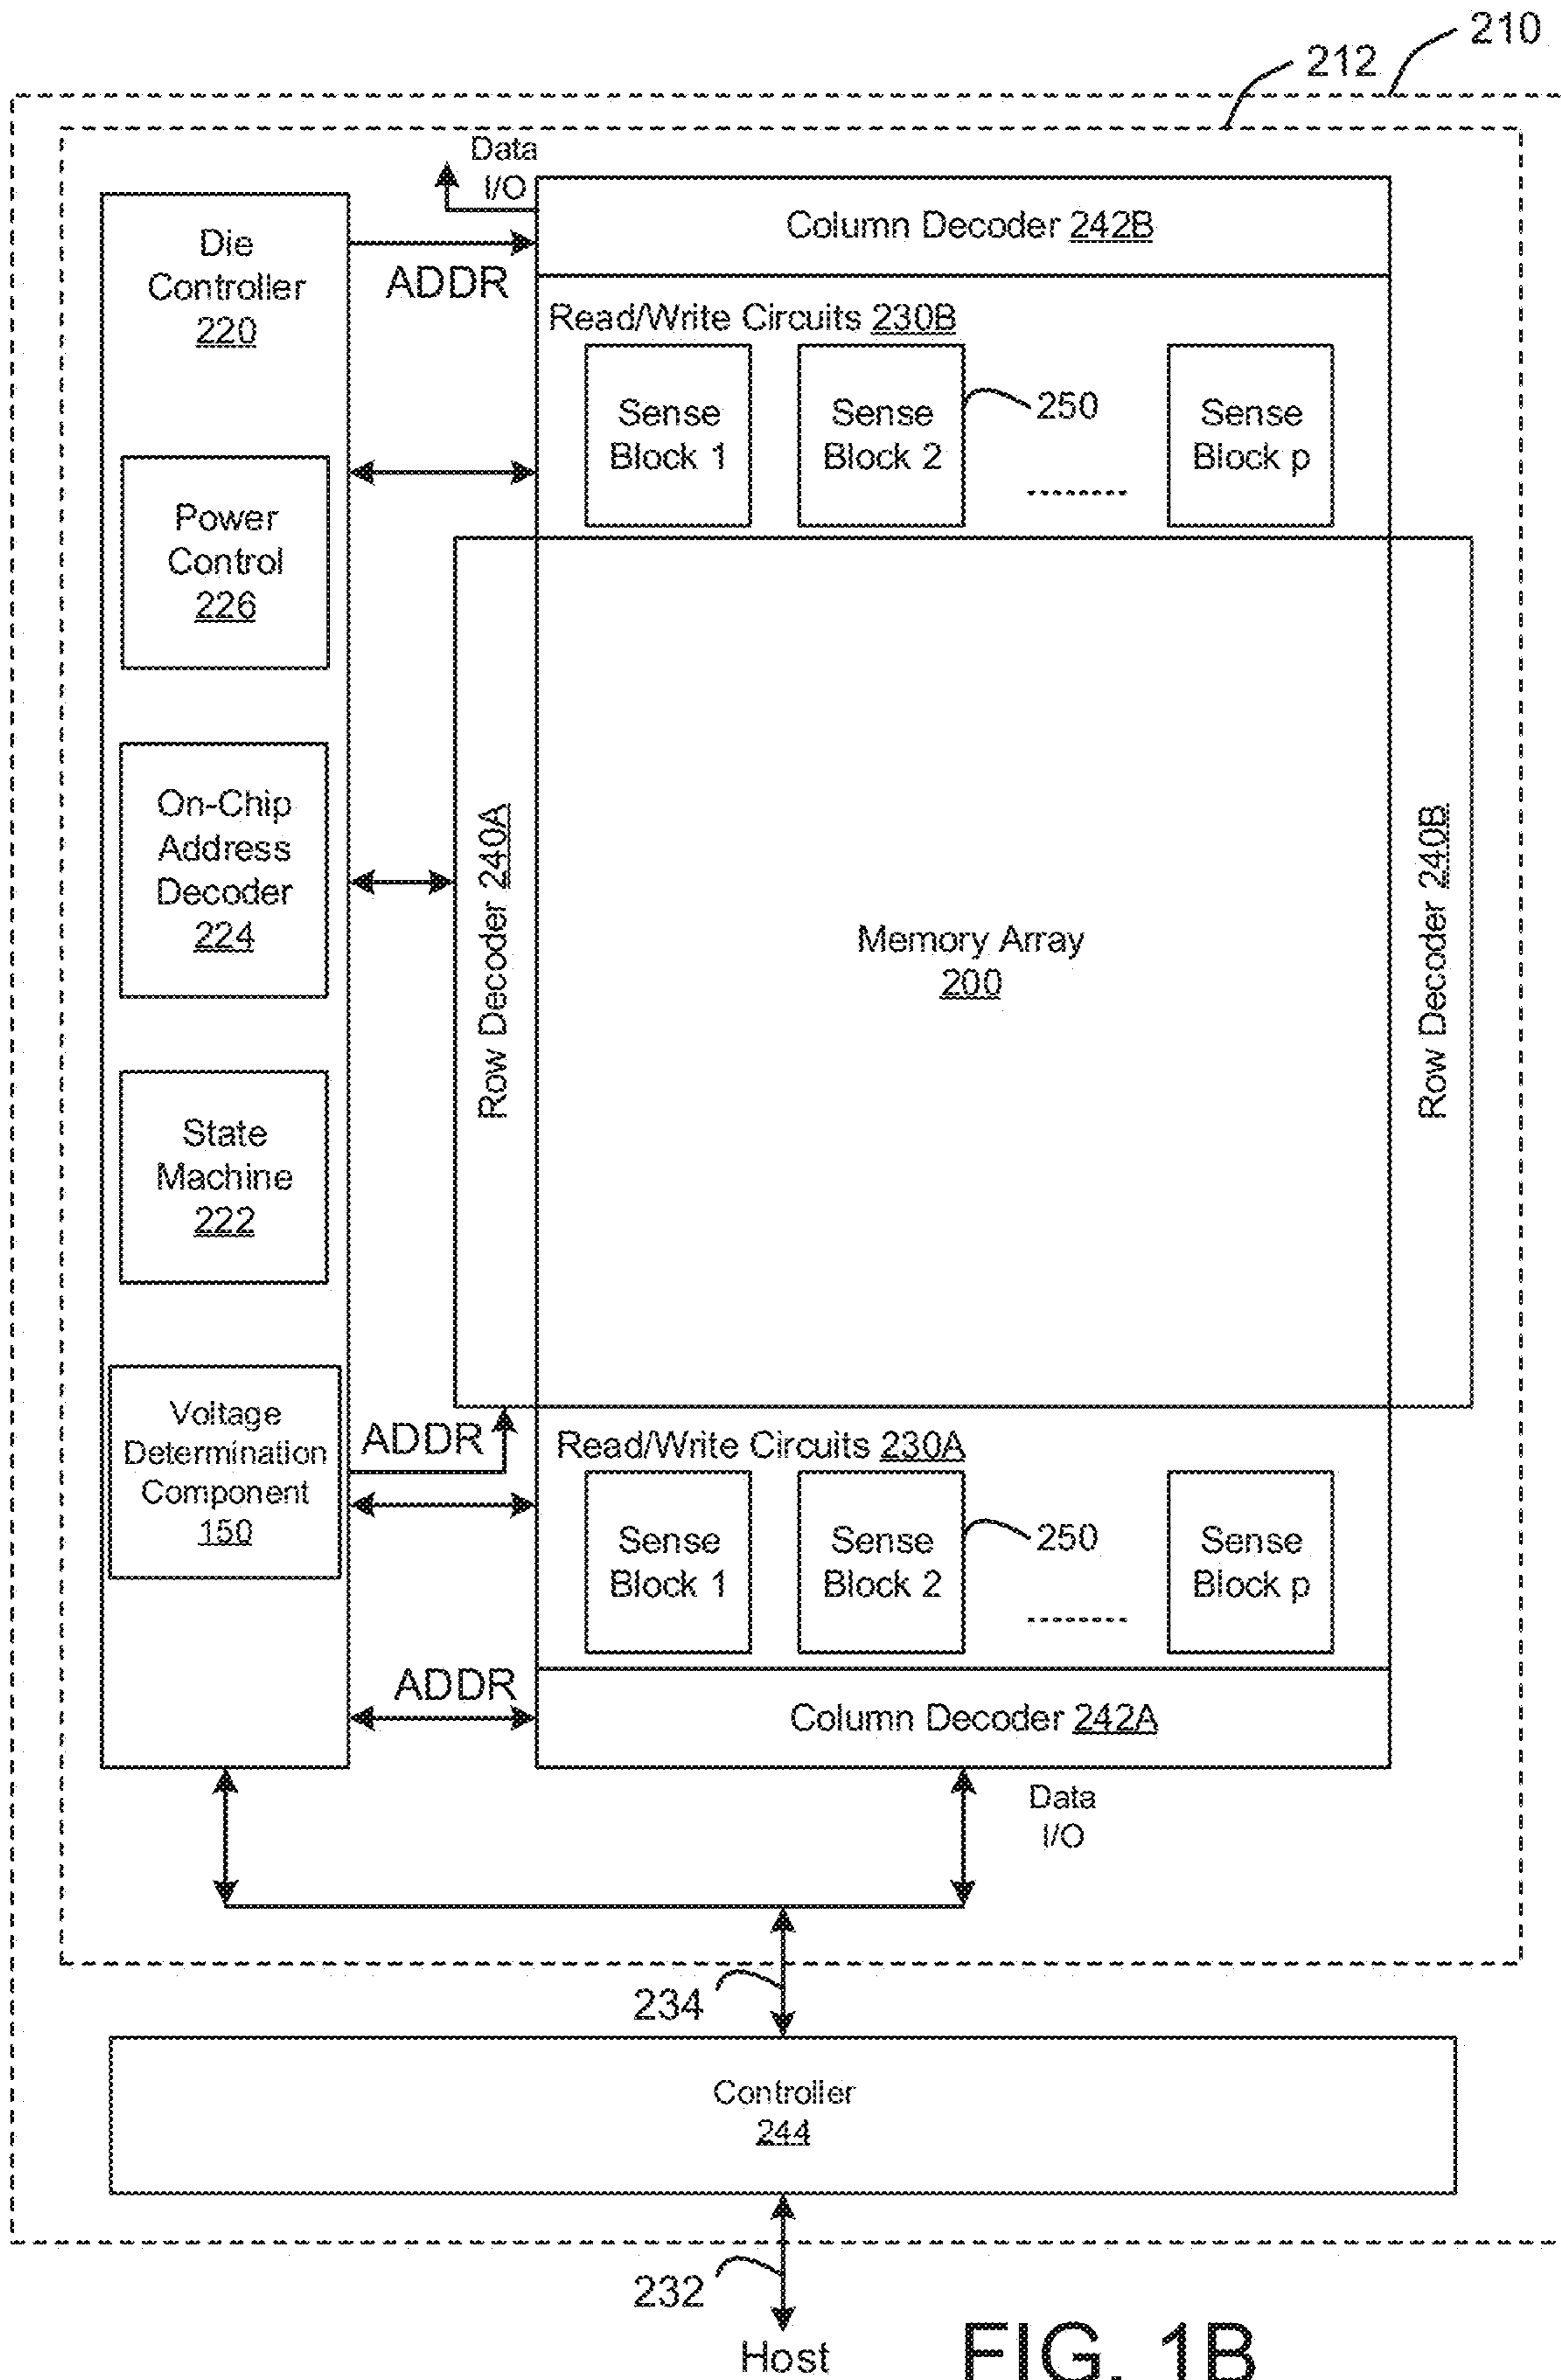 210
212
Data
I/O
Die
Controller
220
ADDR
Column Decoder 242B
Read/Write Circuits 230B
Sense
Block 1
Sense
Block 2
250
Sense
Block p
Power
Control
226
On-Chip
Address
Decoder
224
Row Decoder 240A
Memory Array
200
Row Decoder 240B
State
Machine
222
Voltage
Determination
Component
150
ADDR
Read/Write Circuits 230A
Sense
Block 1
Sense
Block 2
250
Sense
Block p
ADDR
Column Decoder 242A
Data
I/O
234
Controller
244
232
Host
FIG. 1B